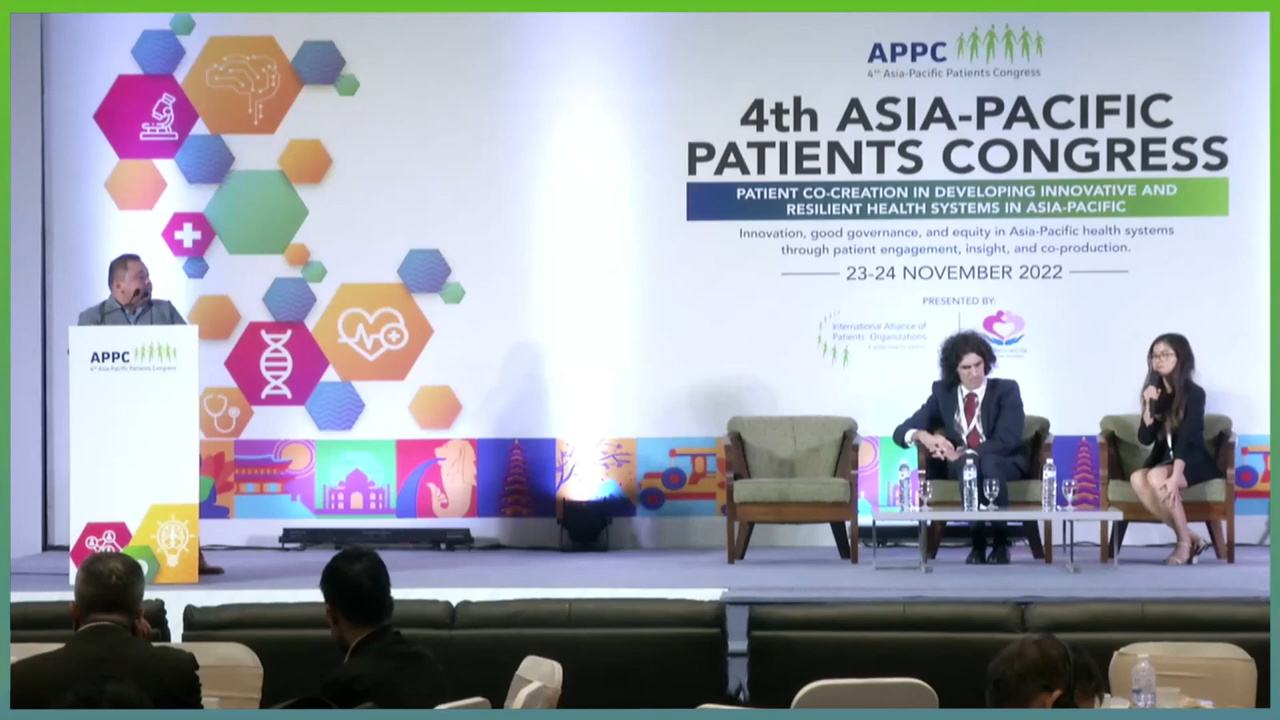 APPC
4th Asia-Pacific Patients Congress
4th ASIA-PACIFIC
PATIENTS CONGRESS
PATIENT CO-CREATION IN DEVELOPING INNOVATIVE AND
RESILIENT HEALTH SYSTEMS IN ASIA-PACIFIC
Innovation, good governance, and equity in Asia-Pacific health systems
through patient engagement, insight, and co-production.
23-24 NOVEMBER 2022
PRESENTED BY:
International Alliance of
Patients' Organizations
APPC
4th Asia-Pacific Patients Congress